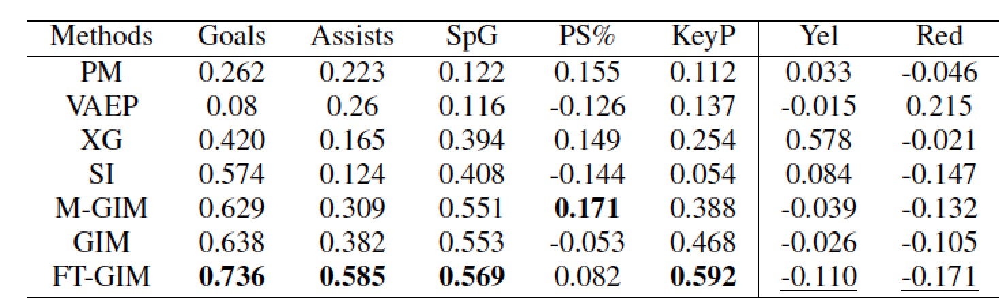 Methods Goals Assists SpG PS% KeyP Yel Red
PM 0.262 0.223 0.122 0.155 0.112 0.033 -0.046
VAEP 0.08 0.26 0.116 -0.126 0.137 -0.015 0.215
XG 0.420 0.165 0.394 0.149 0.254 0.578 -0.021
SI 0.574 0.124 0.408 -0.144 0.054 0.084 -0.147
M-GIM 0.629 0.309 0.551 0.171 0.388 -0.039 -0.132
GIM 0.638 0.382 0.553 -0.053 0.468 -0.026 -0.105
FT-GIM 0.736 0.585 0.569 0.082 0.592 -0.110 -0.171